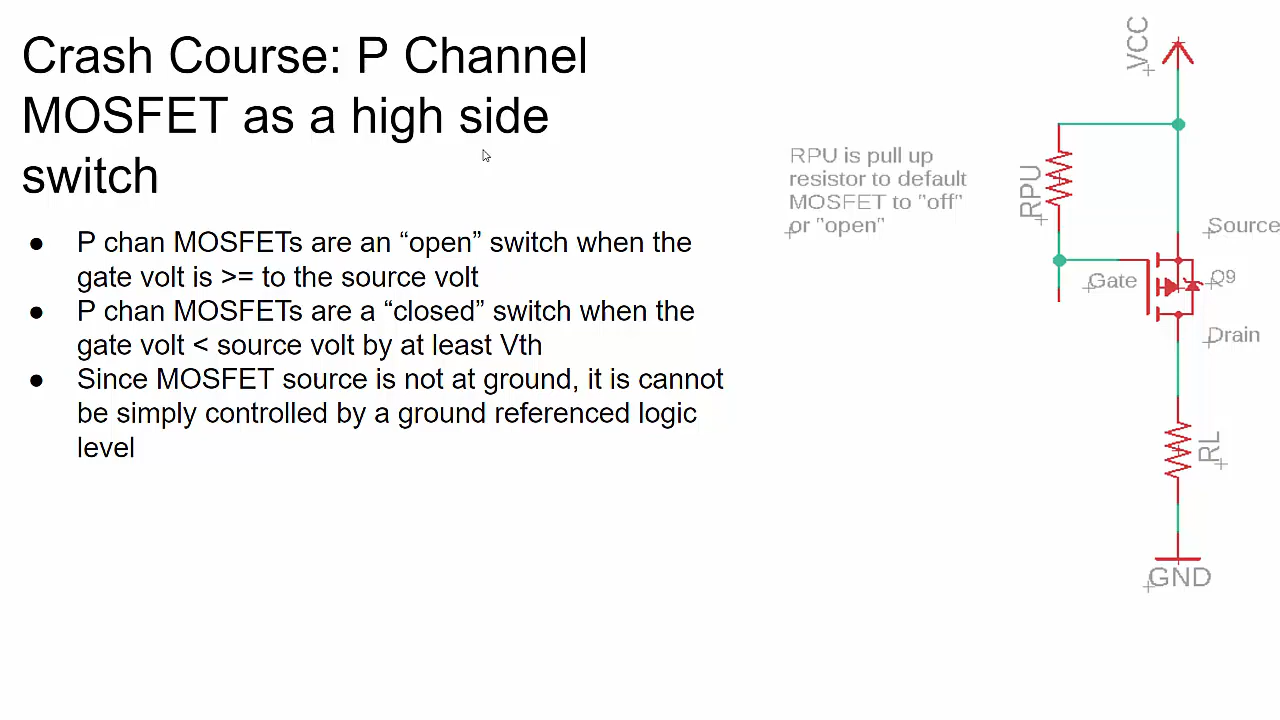 Crash Course: P Channel
MOSFET as a high side
switch
● P chan MOSFETs are an “open” switch when the
gate volt is >= to the source volt
● P chan MOSFETs are a “closed” switch when the
gate volt < source volt by at least Vth
● Since MOSFET source is not at ground, it is cannot
be simply controlled by a ground referenced logic
level
RPU is pull up
resistor to default
MOSFET to "off"
or "open"
VCC
RPU
Source
Gate
Q9
Drain
RL
GND